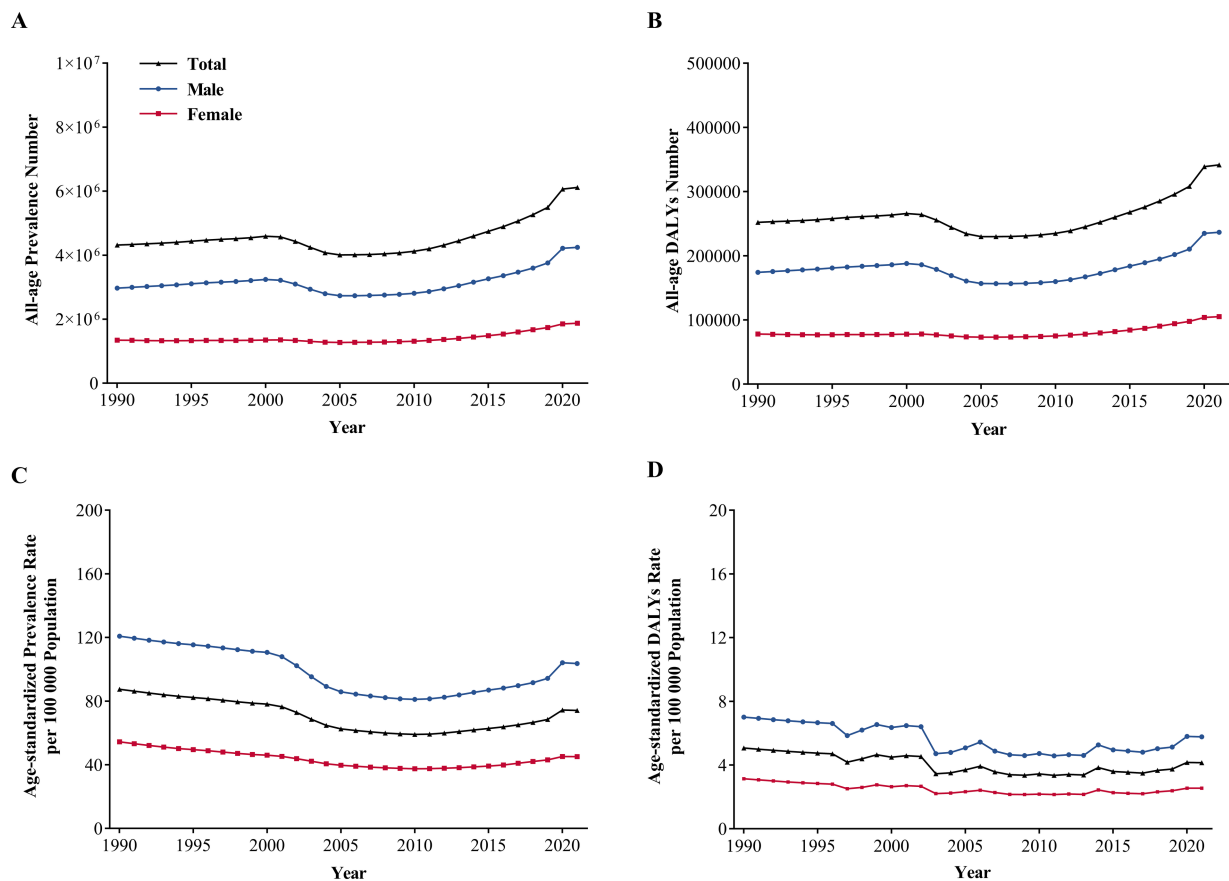 A
All-age Prevalence Number
1×10⁷
8×10⁶
6×10⁶
4×10⁶
2×10⁶
0
Total
Male
Female
1990 1995 2000 2005 2010 2015 2020
Year
B
All-age DALYs Number
500000
400000
300000
200000
100000
0
1990 1995 2000 2005 2010 2015 2020
Year
C
Age-standardized Prevalence Rate
per 100 000 Population
200
160
120
80
40
0
1990 1995 2000 2005 2010 2015 2020
Year
D
Age-standardized DALYs Rate
per 100 000 Population
20
16
12
8
4
0
1990 1995 2000 2005 2010 2015 2020
Year